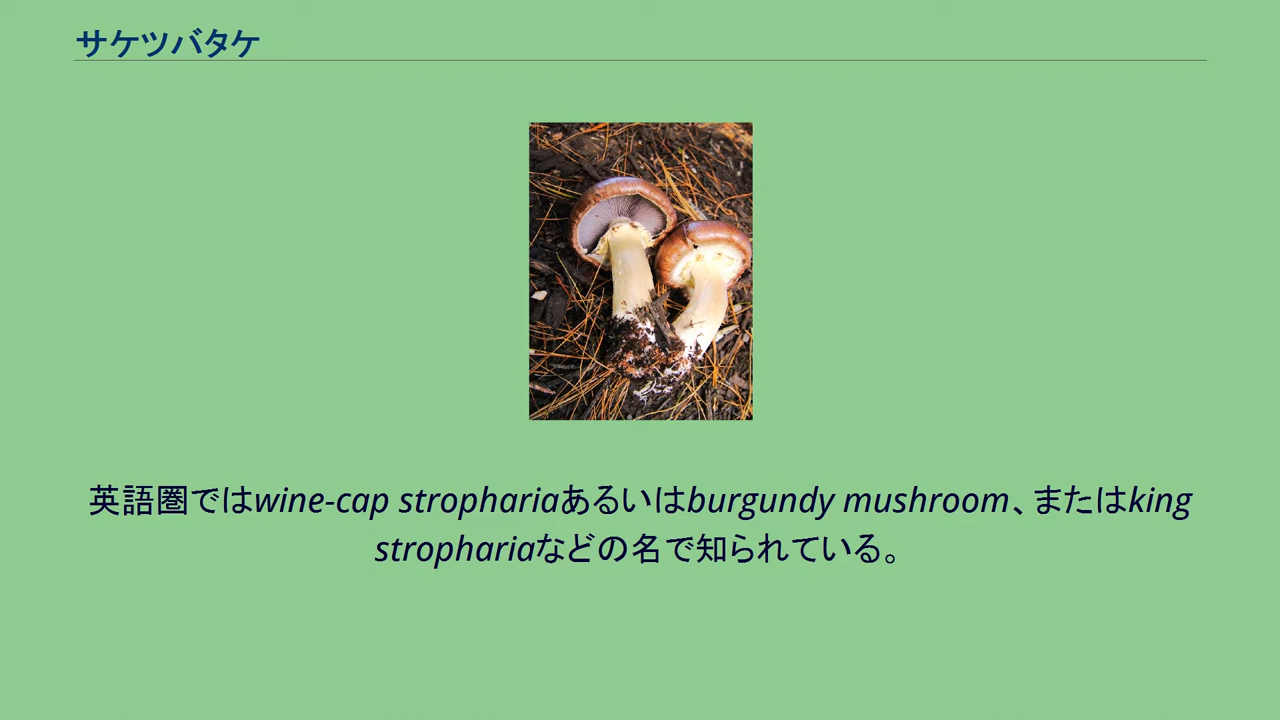 サケツバタケ
英語圏ではwine-cap strophariaあるいはburgundy mushroom、またはking
strophariaなどの名で知られている。